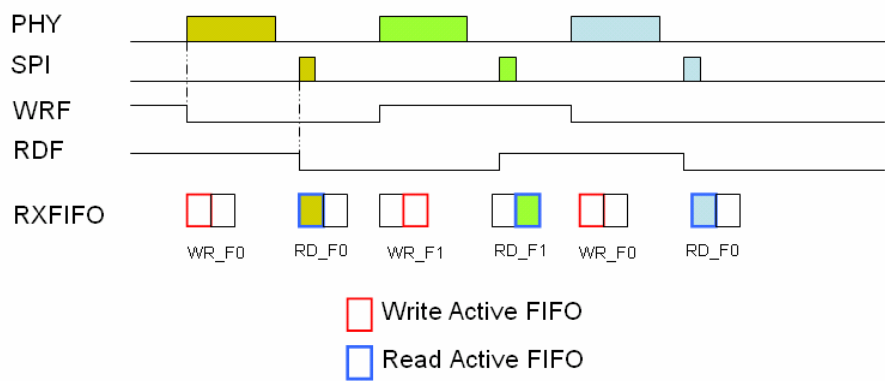 PHY
SPI
WRF
RDF
RXFIFO
WR_F0 RD_F0 WR_F1 RD_F1 WR_F0 RD_F0
Write Active FIFO
Read Active FIFO